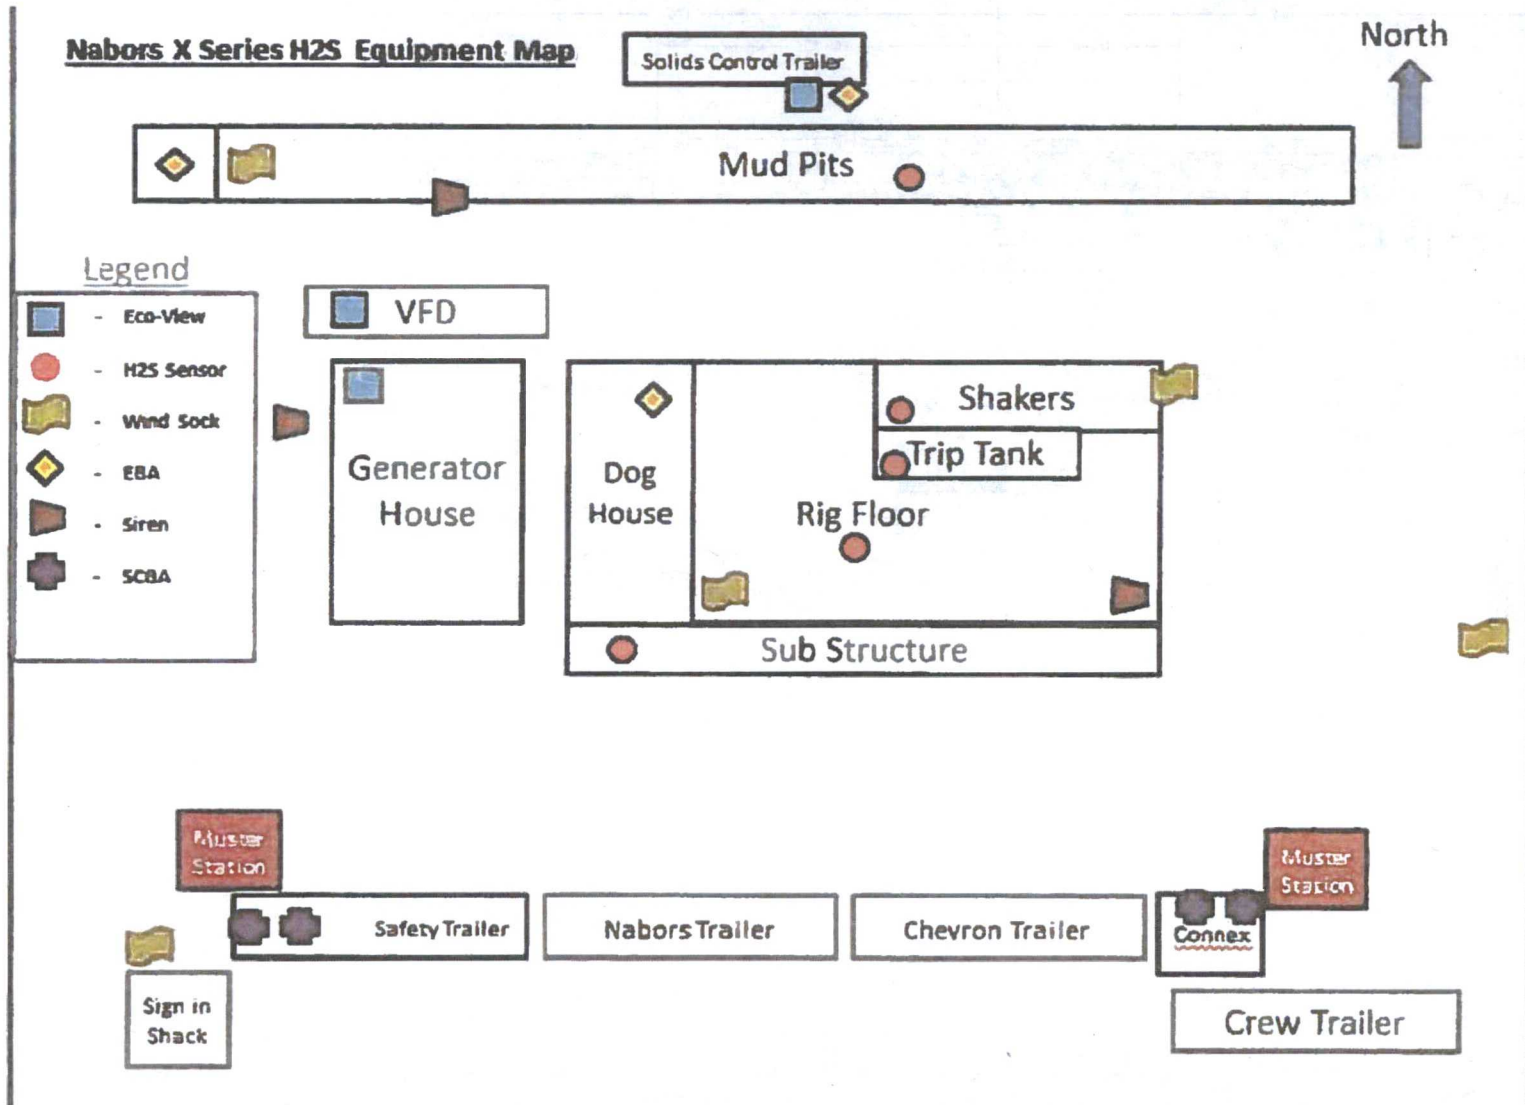 Nabors X Series H2S Equipment Map
Solids Control Trailer
North
Mud Pits
Legend
- Eco-View
- H2S Sensor
- Wind Sock
- EBA
- Siren
- SCBA
VFD
Generator
House
Dog
House
Shakers
Trip Tank
Rig Floor
Sub Structure
Muster
Station
Muster
Station
Safety Trailer
Nabors Trailer
Chevron Trailer
Connex
Sign in
Shack
Crew Trailer